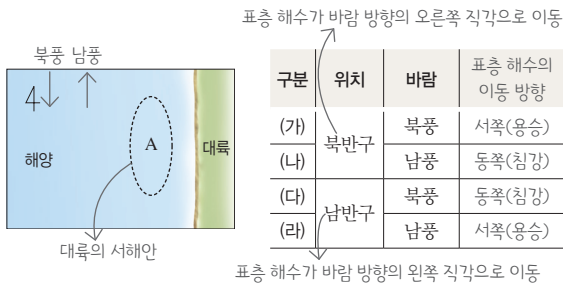 표층 해수가 바람 방향의 오른쪽 직각으로 이동
북풍 남풍
4
A
해양
대륙
대륙의 서해안
구분 위치 바람 표층 해수의 이동 방향
(가) 북반구 북풍 서쪽(용승)
(나) 남풍 동쪽(침강)
(다) 남반구 북풍 동쪽(침강)
(라) 남풍 서쪽(용승)
표층 해수가 바람 방향의 왼쪽 직각으로 이동